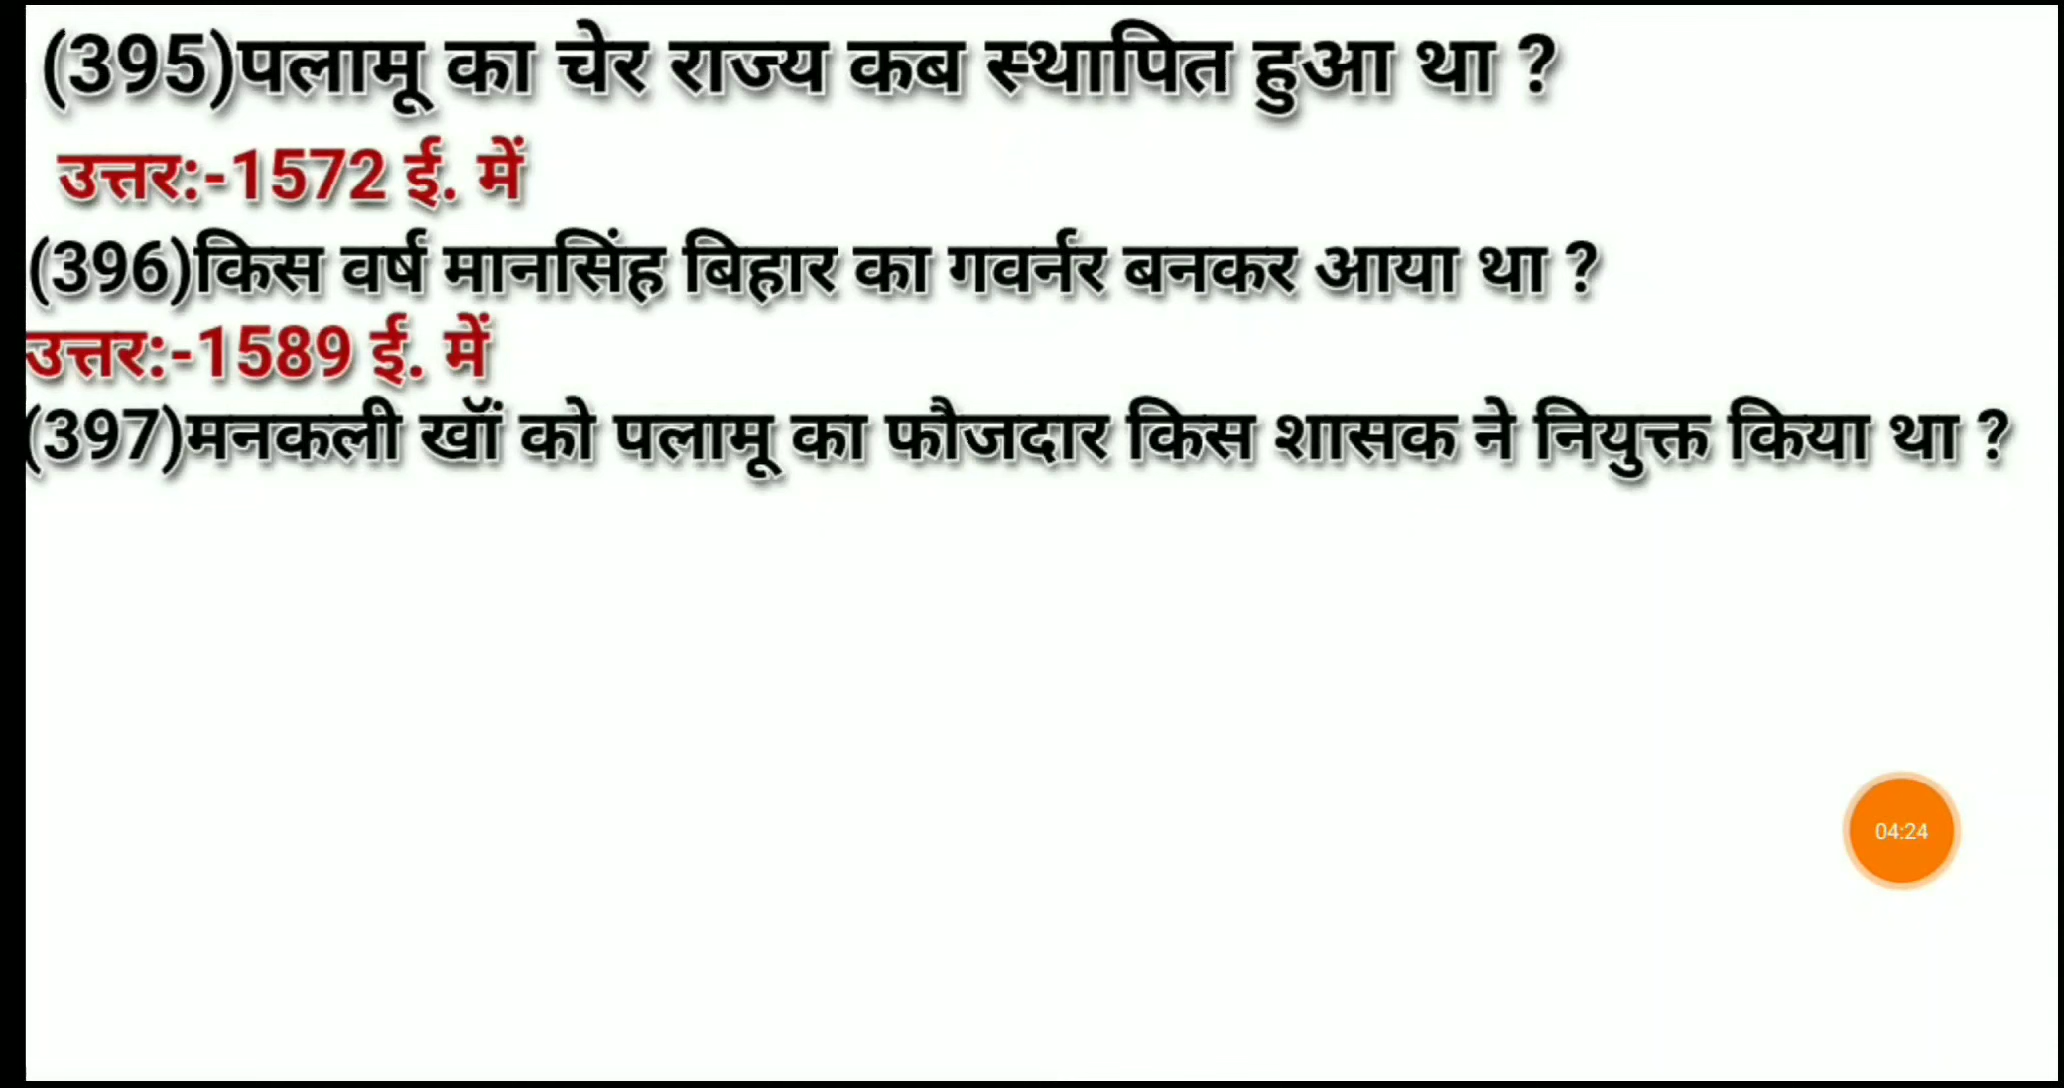 (395)पलामू का चेर राज्य कब स्थापित हुआ था ?
उत्तर:-1572 ई. में
(396)किस वर्ष मानसिंह बिहार का गवर्नर बनकर आया था ?
उत्तर:-1589 ई. में
(397)मनकली खॉं को पलामू का फौजदार किस शासक ने नियुक्त किया था ?
04:24